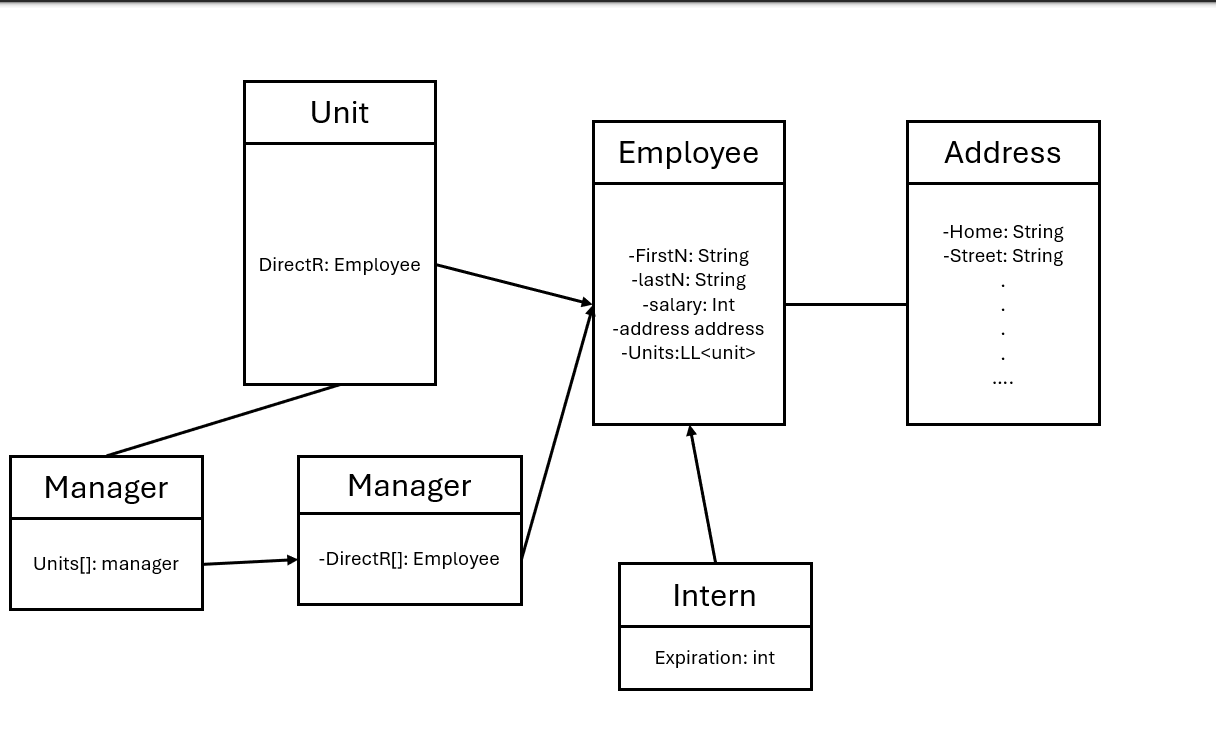 Unit
DirectR: Employee
Employee
-FirstN: String
-lastN: String
-salary: Int
-address address
-Units:LL<unit>
Address
-Home: String
-Street: String
.
.
.
.
....
Manager
Units[]: manager
Manager
-DirectR[]: Employee
Intern
Expiration: int